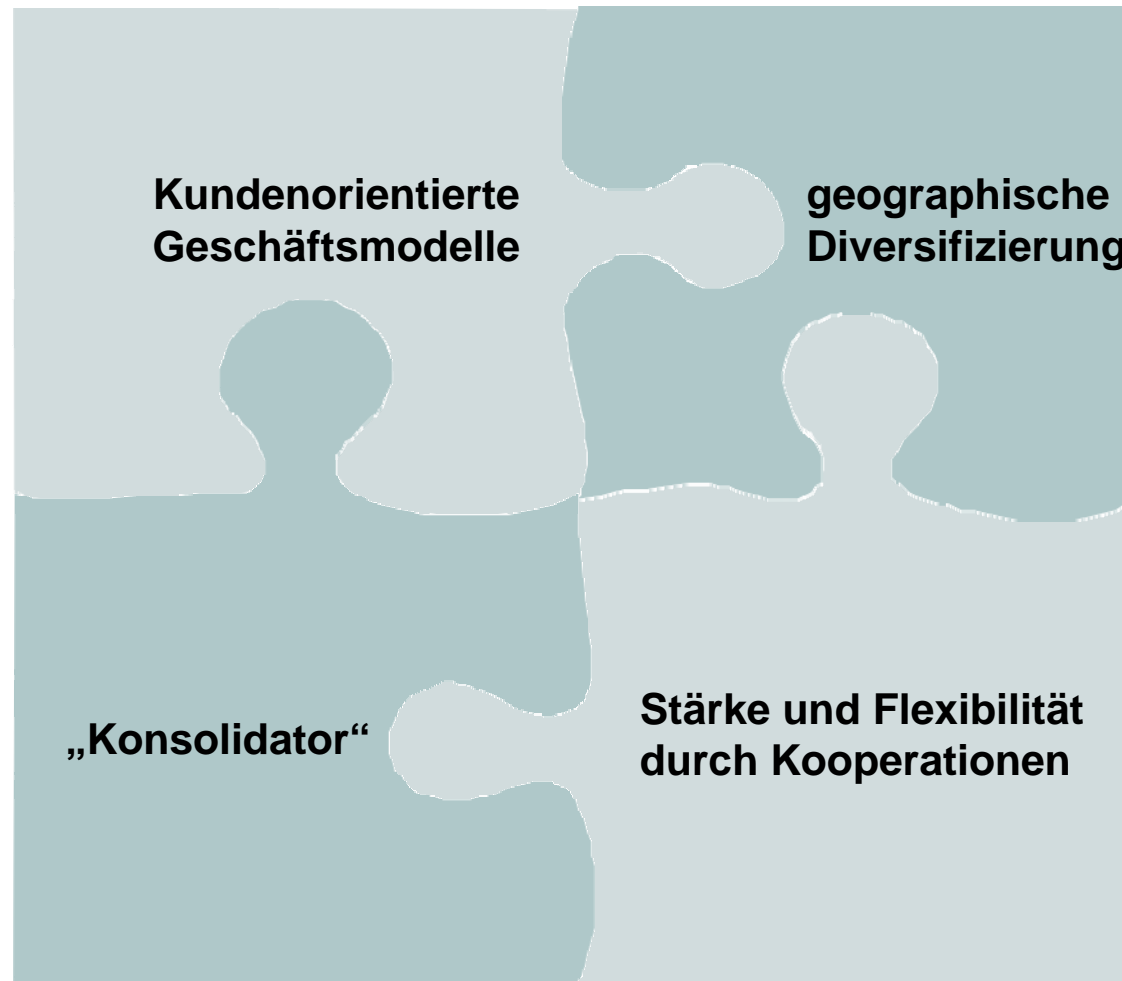 Kundenorientierte
Geschäftsmodelle
geographische
Diversifizierung
„Konsolidator“
Stärke und Flexibilität
durch Kooperationen